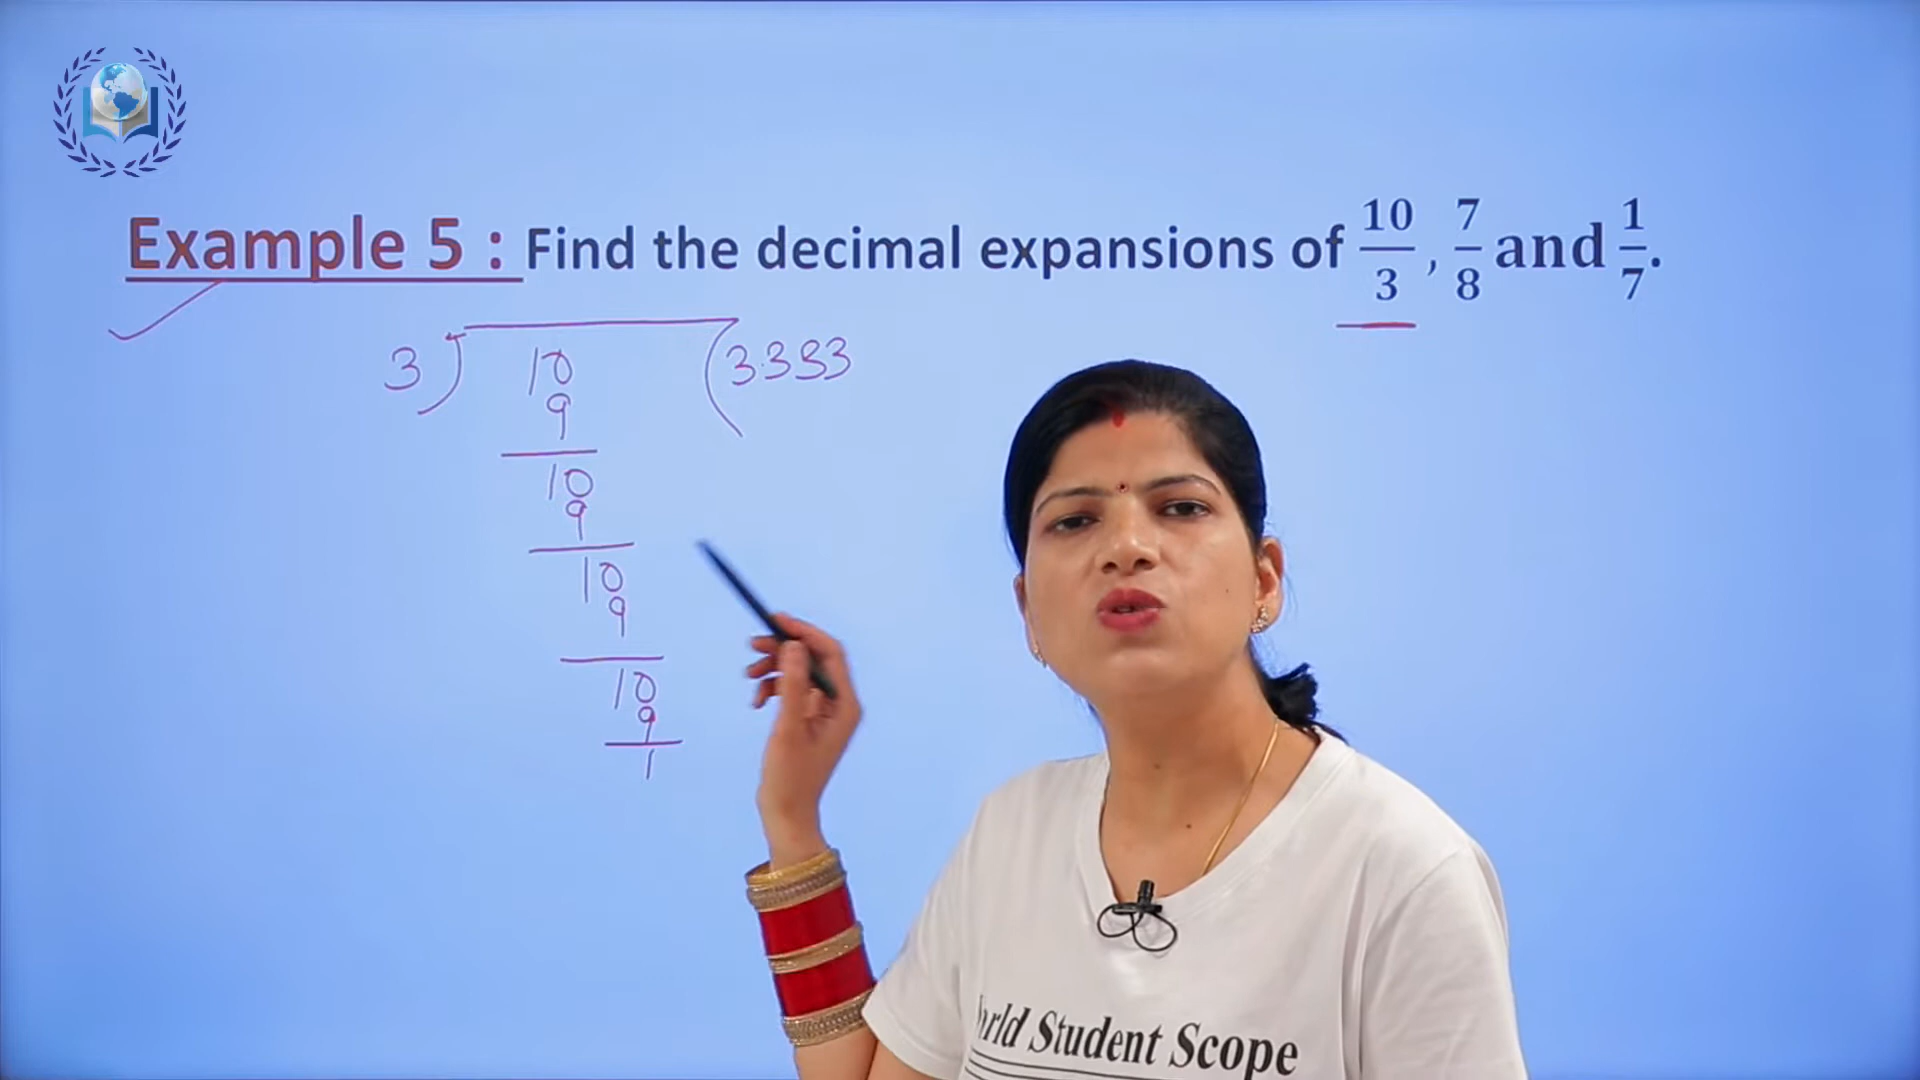 Example 5 : Find the decimal expansions of 10/3, 7/8 and 1/7.
3) 10 (3.333
9
10
9
10
9
10
9
1
orld Student Scope